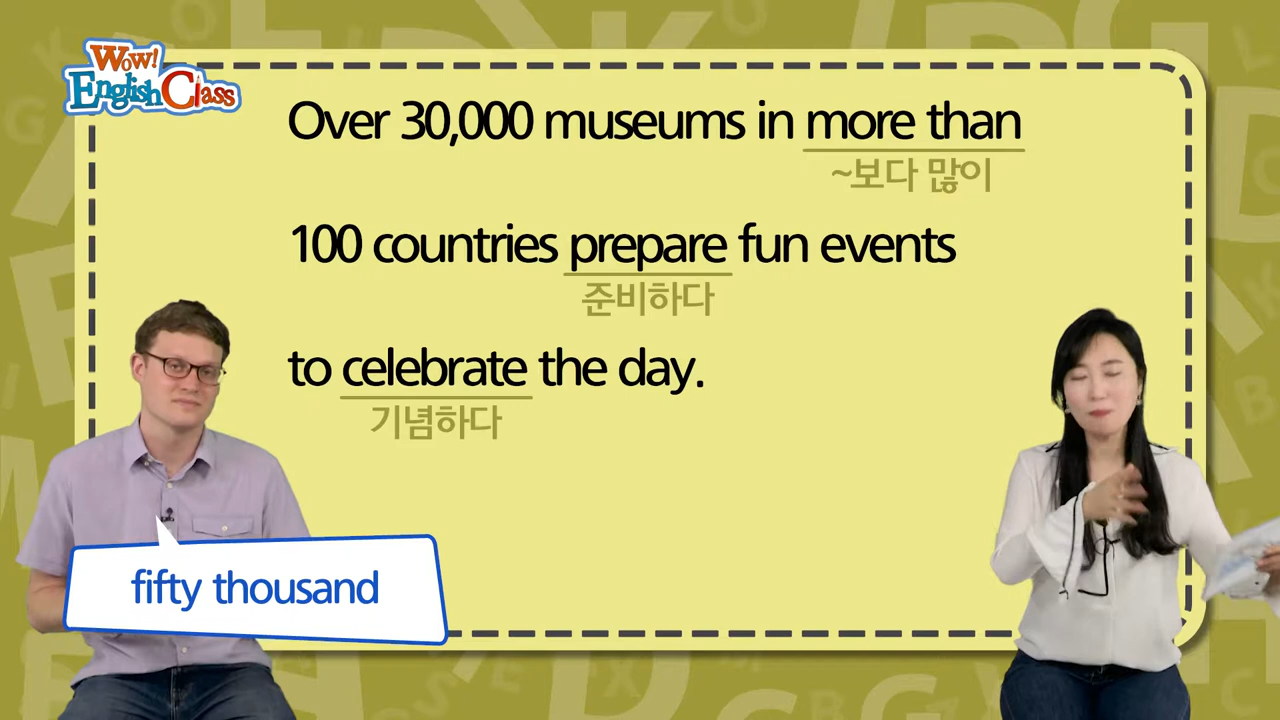 Wow!
English Class
Over 30,000 museums in more than
~보다 많이
100 countries prepare fun events
준비하다
to celebrate the day.
기념하다
fifty thousand